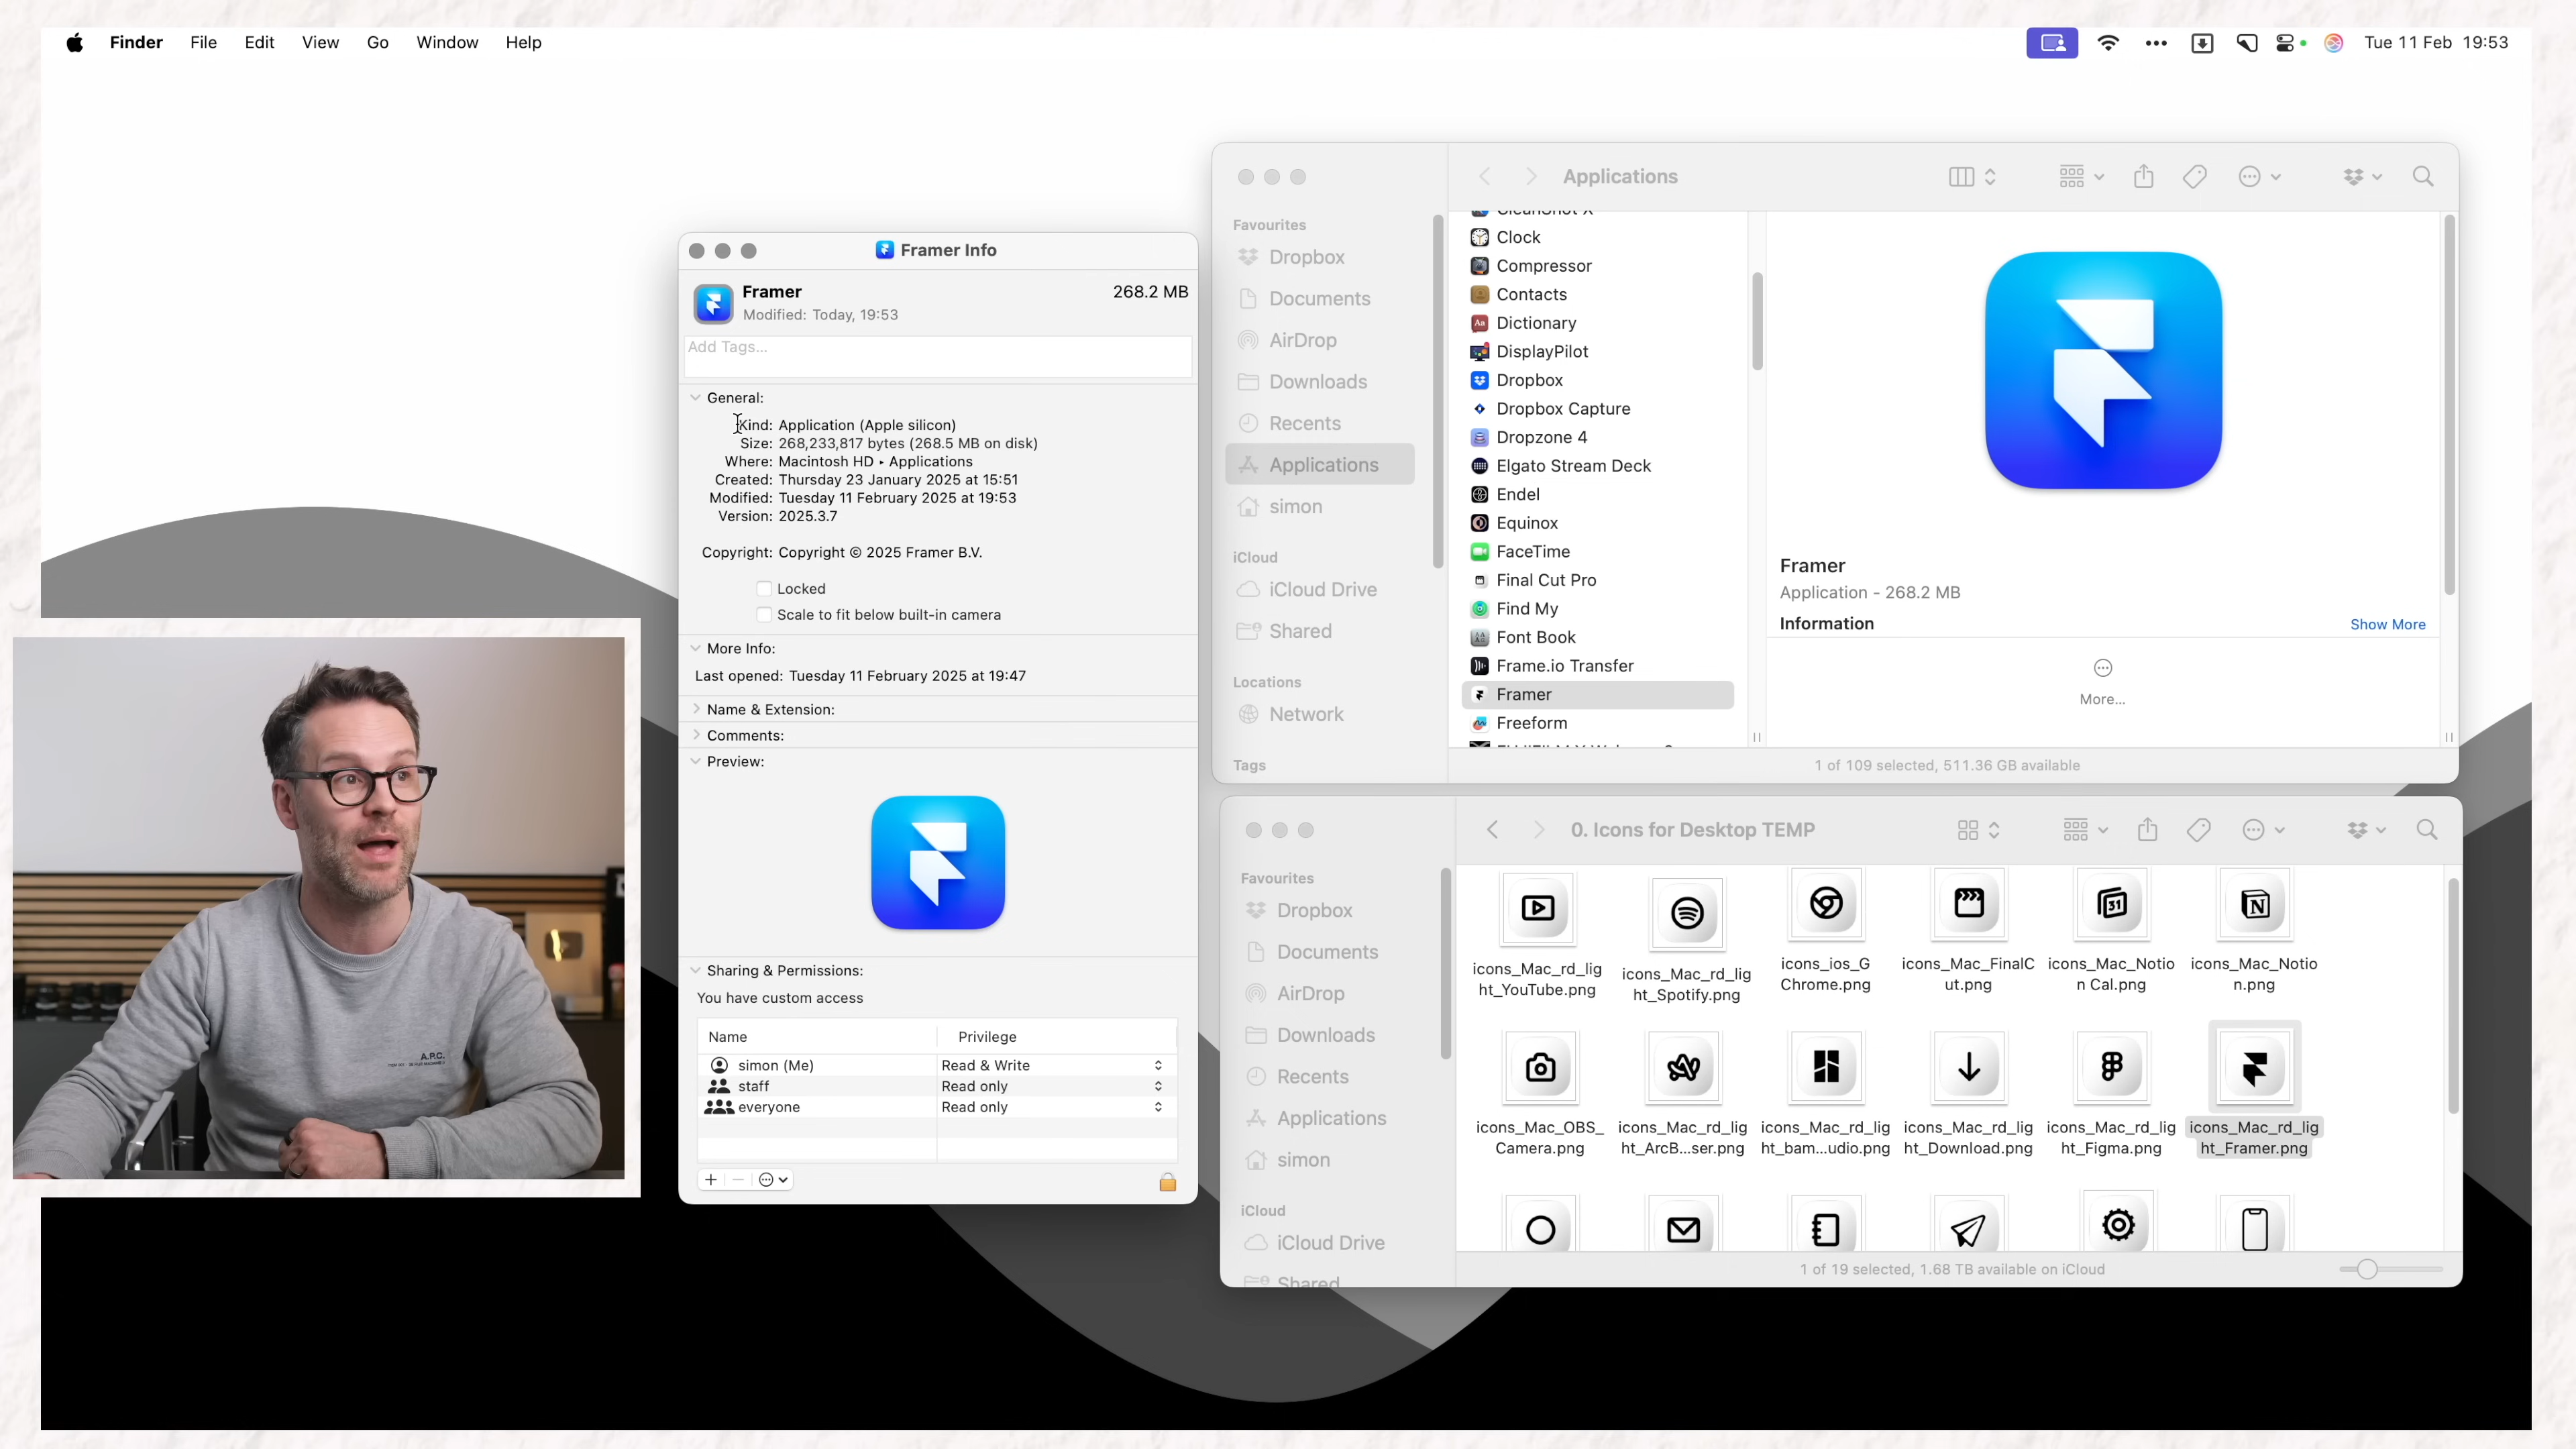 Finder File Edit View Go Window Help
Tue 11 Feb 19:53
Framer Info
Framer
268.2 MB
Modified: Today, 19:53
Add Tags...
General:
Kind: Application (Apple silicon)
Size: 268,233,817 bytes (268.5 MB on disk)
Where: Macintosh HD ▸ Applications
Created: Thursday 23 January 2025 at 15:51
Modified: Tuesday 11 February 2025 at 19:53
Version: 2025.3.7
Copyright: Copyright © 2025 Framer B.V.
Locked
Scale to fit below built-in camera
More Info:
Last opened: Tuesday 11 February 2025 at 19:47
Name & Extension:
Comments:
Preview:
Sharing & Permissions:
You have custom access
Name Privilege
simon (Me) Read & Write
staff Read only
everyone Read only
Applications
Favourites
Dropbox
Documents
AirDrop
Downloads
Recents
Applications
simon
iCloud
iCloud Drive
Shared
Locations
Network
Tags
CleanShot X
Clock
Compressor
Contacts
Dictionary
DisplayPilot
Dropbox
Dropbox Capture
Dropzone 4
Elgato Stream Deck
Endel
Equinox
FaceTime
Final Cut Pro
Find My
Font Book
Frame.io Transfer
Framer
Freeform
Framer
Application - 268.2 MB
Information
Show More
More...
1 of 109 selected, 511.36 GB available
0. Icons for Desktop TEMP
Favourites
Dropbox
Documents
AirDrop
Downloads
Recents
Applications
simon
iCloud
iCloud Drive
Shared
31
icons_Mac_rd_lig
ht_YouTube.png
icons_Mac_rd_lig
ht_Spotify.png
icons_ios_G
Chrome.png
icons_Mac_FinalC
ut.png
icons_Mac_Notio
n Cal.png
icons_Mac_Notio
n.png
icons_Mac_OBS_
Camera.png
icons_Mac_rd_lig
ht_ArcB...ser.png
icons_Mac_rd_lig
ht_bam...udio.png
icons_Mac_rd_lig
ht_Download.png
icons_Mac_rd_lig
ht_Figma.png
icons_Mac_rd_lig
ht_Framer.png
1 of 19 selected, 1.68 TB available on iCloud
A.P.C.